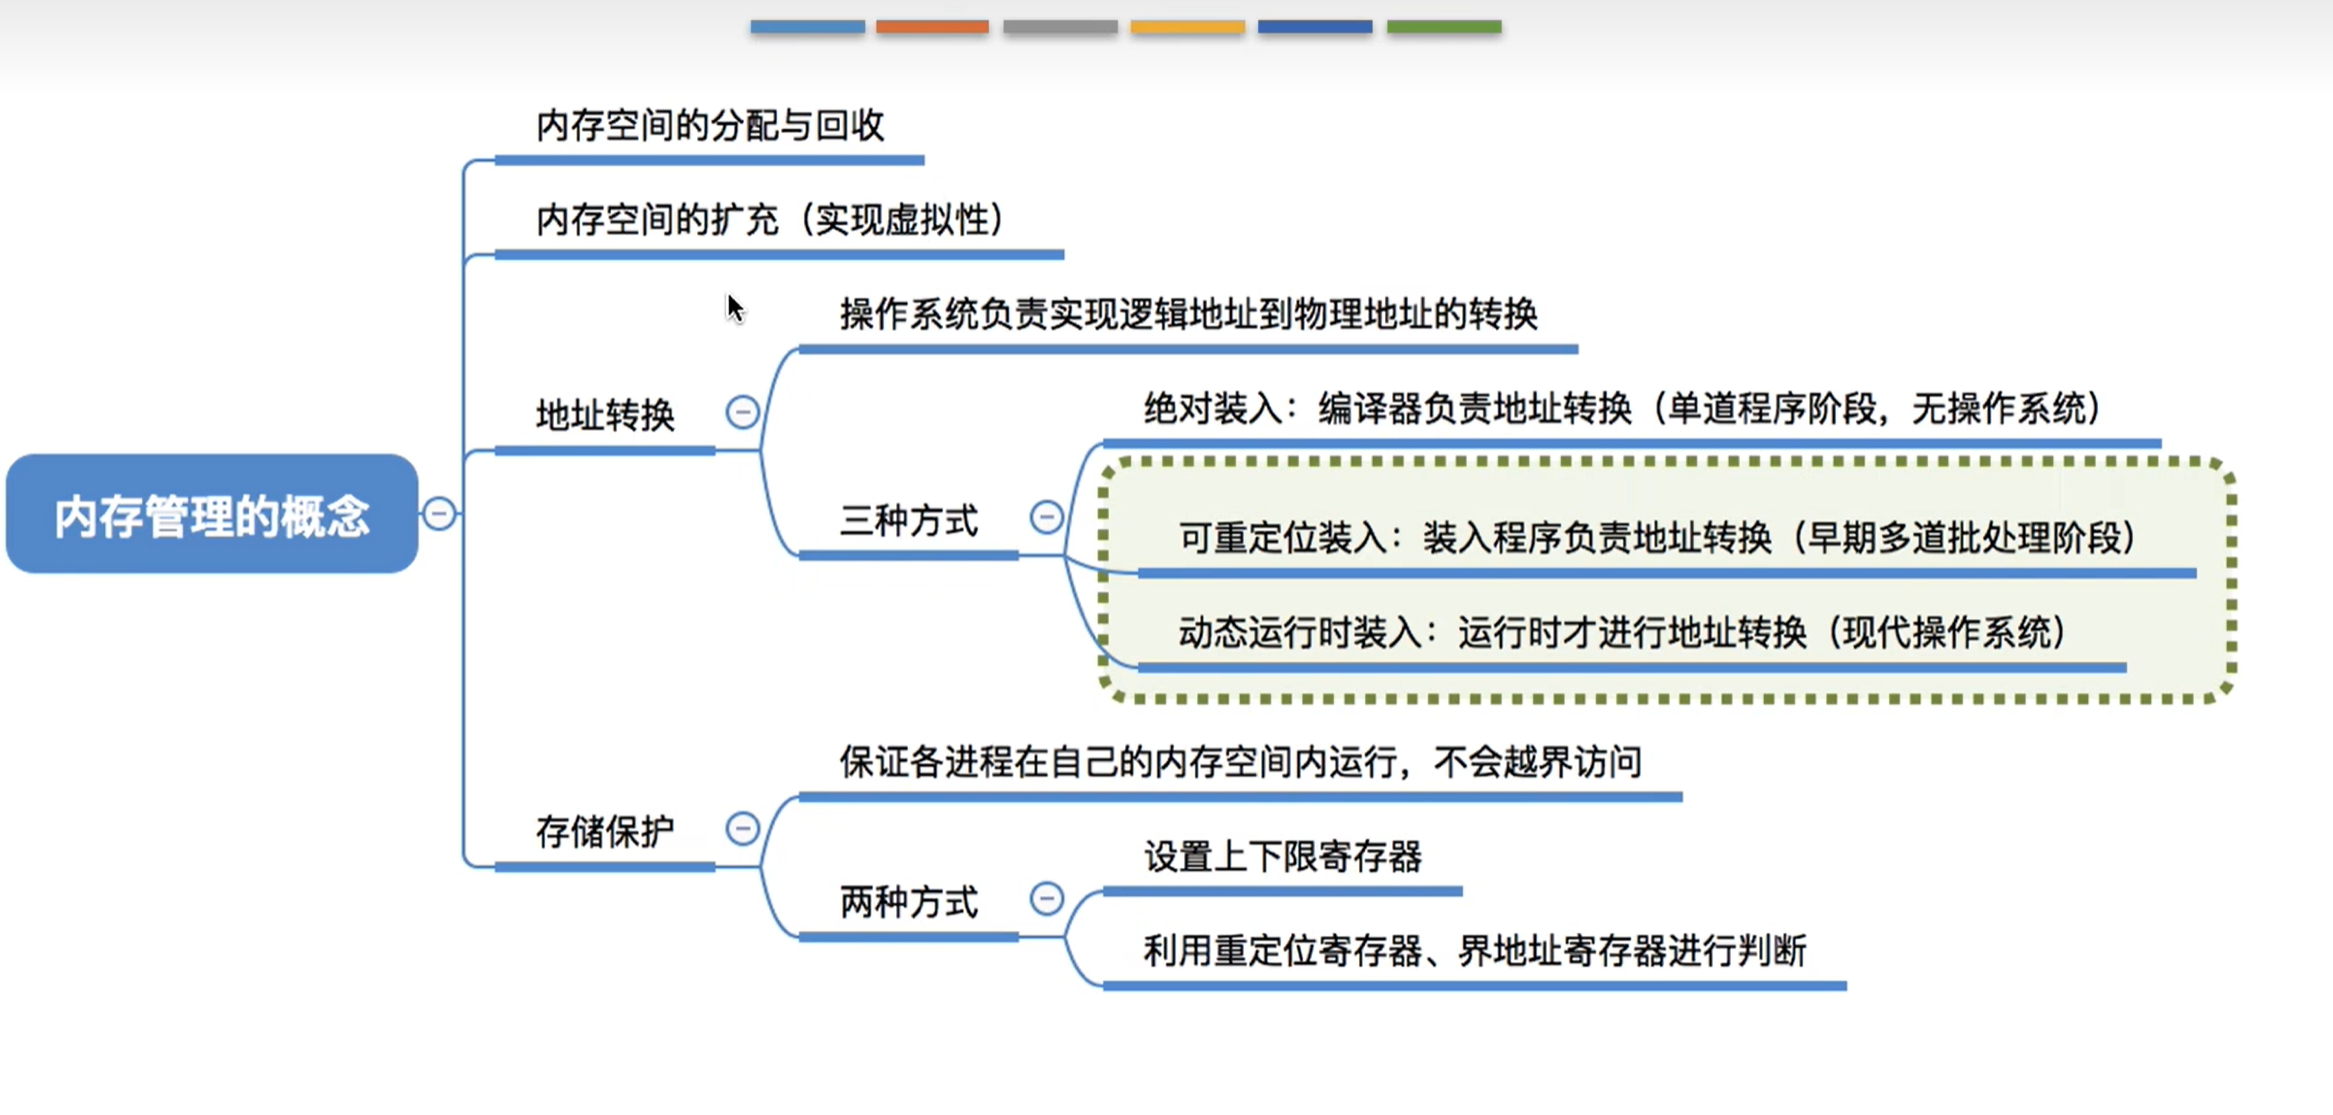 内存空间的分配与回收
内存空间的扩充（实现虚拟性）
操作系统负责实现逻辑地址到物理地址的转换
绝对装入：编译器负责地址转换（单道程序阶段，无操作系统）
地址转换
内存管理的概念
三种方式
可重定位装入：装入程序负责地址转换（早期多道批处理阶段）
动态运行时装入：运行时才进行地址转换（现代操作系统）
保证各进程在自己的内存空间内运行，不会越界访问
存储保护
设置上下限寄存器
两种方式
利用重定位寄存器、界地址寄存器进行判断